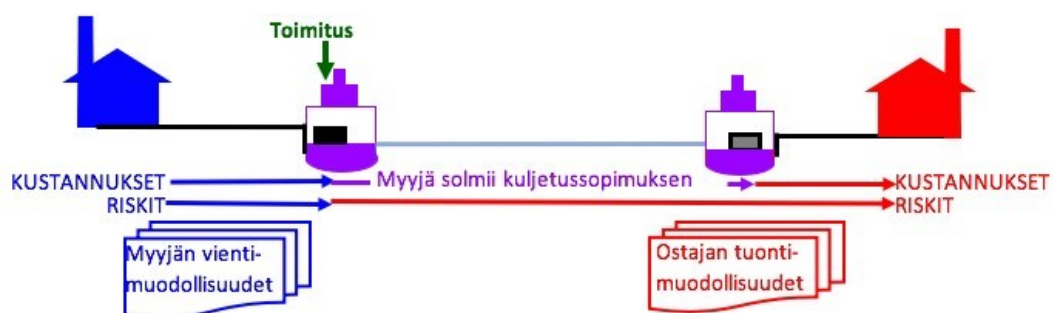 Toimitus
KUSTANNUKSET
Myyjä solmii kuljetussopimuksen
KUSTANNUKSET
RISKIT
RISKIT
Myyjän vienti-
muodollisuudet
Ostajan tuonti-
muodollisuudet